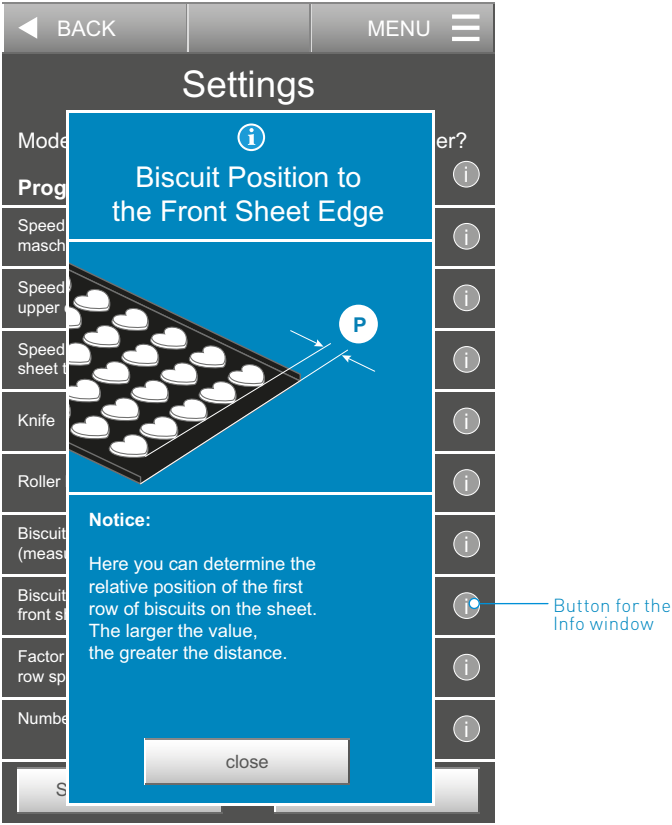 BACK
MENU
Settings
Mode
er?
Biscuit Position to
the Front Sheet Edge
Prog
Speed
masch
Speed
upper
Speed
sheet t
Knife
Roller
Biscuit
(measu
Biscuit
front sl
Factor
row sp
Numbe
P
Notice:
Here you can determine the
relative position of the first
row of biscuits on the sheet.
The larger the value,
the greater the distance.
close
S
Button for the
Info window